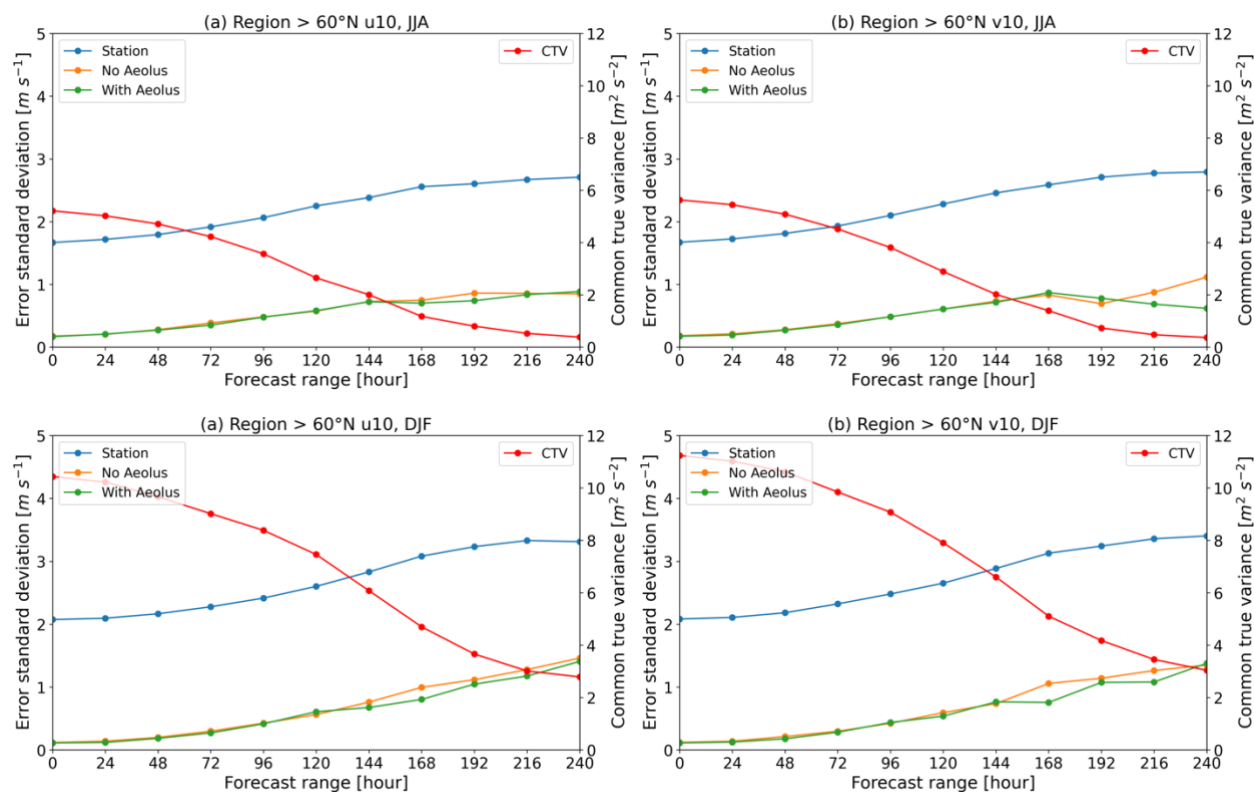 (a) Region > 60°N u10, JJA
5
4
3
2
1
0
Error standard deviation [m s⁻¹]
Station
No Aeolus
With Aeolus
CTV
12
10
8
6
4
2
0
Common true variance [m² s⁻²]
0 24 48 72 96 120 144 168 192 216 240
Forecast range [hour]
(b) Region > 60°N v10, JJA
5
4
3
2
1
0
Error standard deviation [m s⁻¹]
Station
No Aeolus
With Aeolus
CTV
12
10
8
6
4
2
0
Common true variance [m² s⁻²]
0 24 48 72 96 120 144 168 192 216 240
Forecast range [hour]
(a) Region > 60°N u10, DJF
5
4
3
2
1
0
Error standard deviation [m s⁻¹]
Station
No Aeolus
With Aeolus
CTV
12
10
8
6
4
2
0
Common true variance [m² s⁻²]
0 24 48 72 96 120 144 168 192 216 240
Forecast range [hour]
(b) Region > 60°N v10, DJF
5
4
3
2
1
0
Error standard deviation [m s⁻¹]
Station
No Aeolus
With Aeolus
CTV
12
10
8
6
4
2
0
Common true variance [m² s⁻²]
0 24 48 72 96 120 144 168 192 216 240
Forecast range [hour]